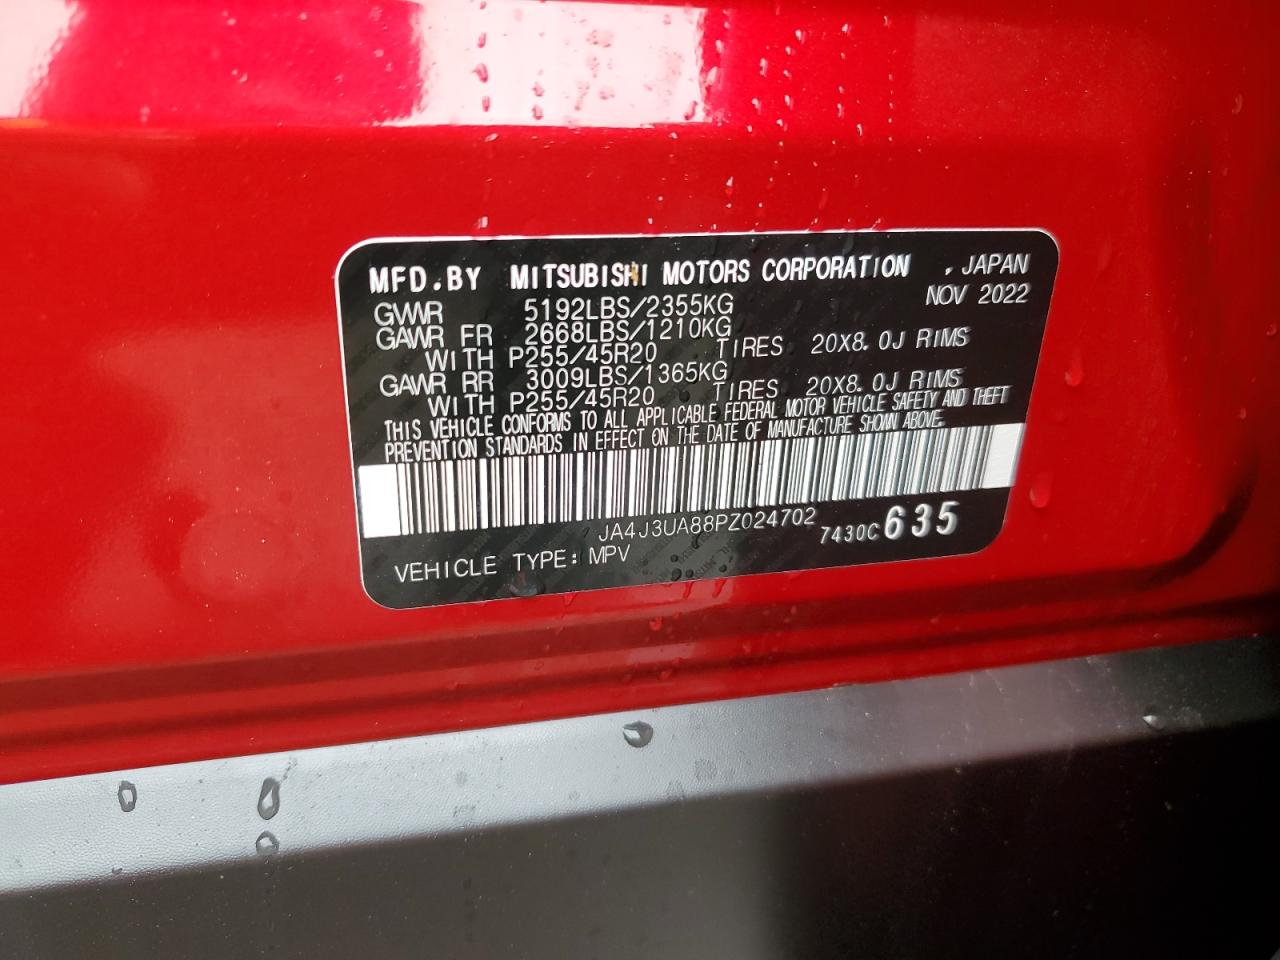 MFD.BY MITSUBISHI MOTORS CORPORATION , JAPAN
NOV 2022
GVWR 5192LBS/2355KG
GAWR FR 2668LBS/1210KG
WITH P255/45R20 TIRES 20X8.0J RIMS
GAWR RR 3009LBS/1365KG
WITH P255/45R20 TIRES 20X8.0J RIMS
THIS VEHICLE CONFORMS TO ALL APPLICABLE FEDERAL MOTOR VEHICLE SAFETY AND THEFT
PREVENTION STANDARDS IN EFFECT ON THE DATE OF MANUFACTURE SHOWN ABOVE.
JA4J3UA88PZ024702
7430C635
VEHICLE TYPE: MPV